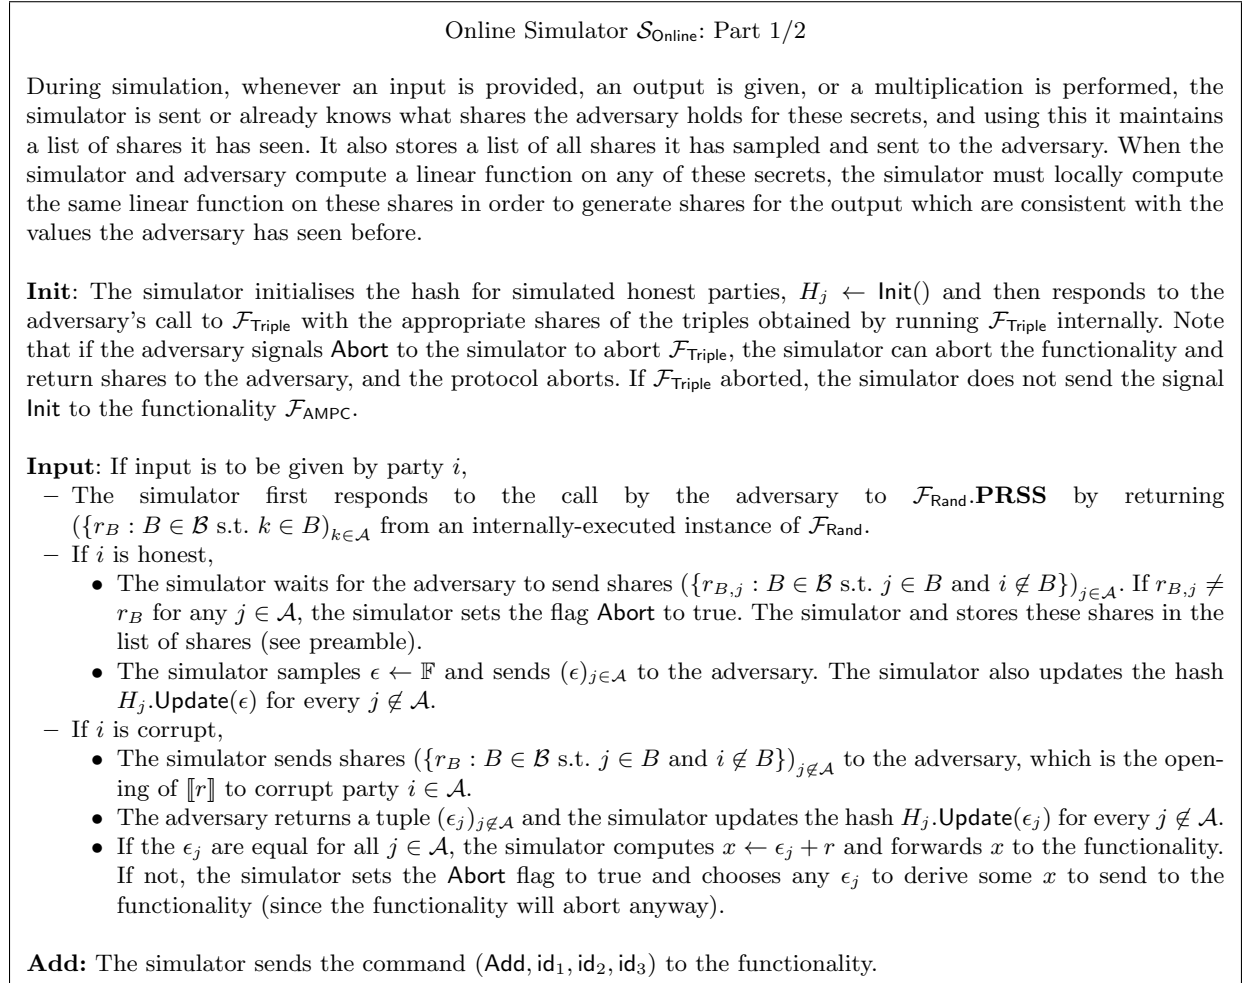 Online Simulator 𝒮_Online: Part 1/2
During simulation, whenever an input is provided, an output is given, or a multiplication is performed, the
simulator is sent or already knows what shares the adversary holds for these secrets, and using this it maintains
a list of shares it has seen. It also stores a list of all shares it has sampled and sent to the adversary. When the
simulator and adversary compute a linear function on any of these secrets, the simulator must locally compute
the same linear function on these shares in order to generate shares for the output which are consistent with the
values the adversary has seen before.
Init: The simulator initialises the hash for simulated honest parties, H_j ← Init() and then responds to the
adversary's call to ℱ_Triple with the appropriate shares of the triples obtained by running ℱ_Triple internally. Note
that if the adversary signals Abort to the simulator to abort ℱ_Triple, the simulator can abort the functionality and
return shares to the adversary, and the protocol aborts. If ℱ_Triple aborted, the simulator does not send the signal
Init to the functionality ℱ_AMPC.
Input: If input is to be given by party i,
– The simulator first responds to the call by the adversary to ℱ_Rand.PRSS by returning
({r_B : B ∈ ℬ s.t. k ∈ B)_{k∈𝒜} from an internally-executed instance of ℱ_Rand.
– If i is honest,
• The simulator waits for the adversary to send shares ({r_{B,j} : B ∈ ℬ s.t. j ∈ B and i ∉ B})_{j∈𝒜}. If r_{B,j} ≠
r_B for any j ∈ 𝒜, the simulator sets the flag Abort to true. The simulator and stores these shares in the
list of shares (see preamble).
• The simulator samples ϵ ← 𝔽 and sends (ϵ)_{j∈𝒜} to the adversary. The simulator also updates the hash
H_j.Update(ϵ) for every j ∉ 𝒜.
– If i is corrupt,
• The simulator sends shares ({r_B : B ∈ ℬ s.t. j ∈ B and i ∉ B})_{j∉𝒜} to the adversary, which is the open-
ing of ⟦r⟧ to corrupt party i ∈ 𝒜.
• The adversary returns a tuple (ϵ_j)_{j∉𝒜} and the simulator updates the hash H_j.Update(ϵ_j) for every j ∉ 𝒜.
• If the ϵ_j are equal for all j ∈ 𝒜, the simulator computes x ← ϵ_j + r and forwards x to the functionality.
If not, the simulator sets the Abort flag to true and chooses any ϵ_j to derive some x to send to the
functionality (since the functionality will abort anyway).
Add: The simulator sends the command (Add, id₁, id₂, id₃) to the functionality.